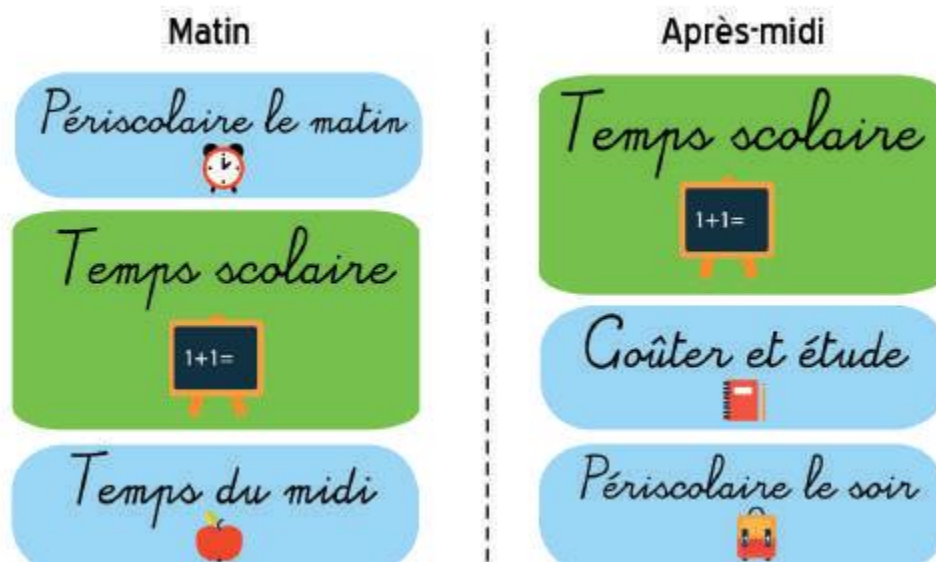 Matin
Périscolaire le matin
Temps scolaire
1+1=
Temps du midi
Après-midi
Temps scolaire
1+1=
Goûter et étude
Périscolaire le soir